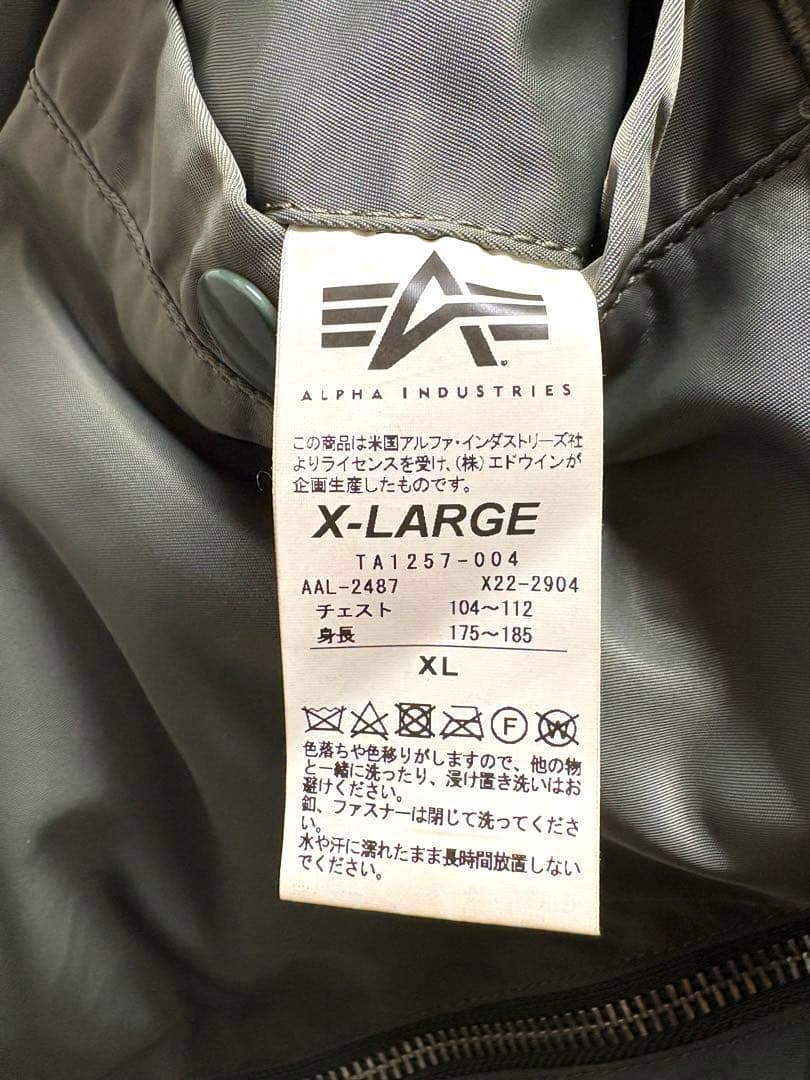 ALPHA INDUSTRIES
この商品は米国アルファ・インダストリーズ社
よりライセンスを受け、(株)エドウインが
企画生産したものです。
X-LARGE
TA1257-004
AAL-2487 X22-2904
チェスト 104～112
身長 175～185
XL
F W
色落ちや色移りがしますので、他の物
と一緒に洗ったり、浸け置き洗いはお
避けください。
釦、ファスナーは閉じて洗ってくださ
い。
水や汗に濡れたまま長時間放置しない
でください。